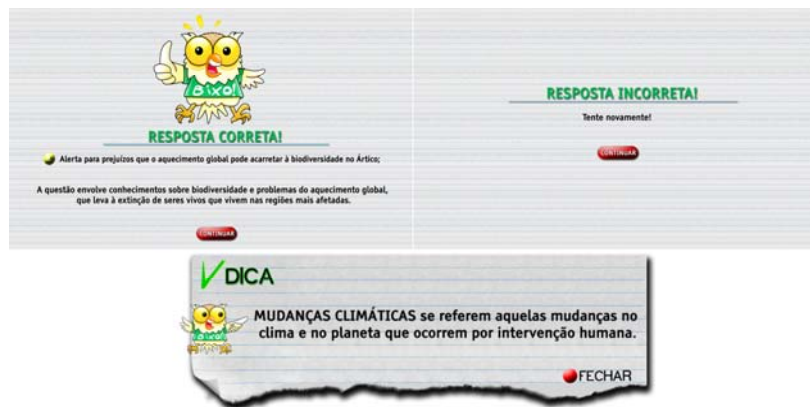 Bixo!
RESPOSTA CORRETA!
Alerta para prejuízos que o aquecimento global pode acarretar à biodiversidade no Ártico;
A questão envolve conhecimentos sobre biodiversidade e problemas do aquecimento global,
que leva à extinção de seres vivos que vivem nas regiões mais afetadas.
CONTINUAR
RESPOSTA INCORRETA!
Tente novamente!
CONTINUAR
DICA
MUDANÇAS CLIMÁTICAS se referem aquelas mudanças no
clima e no planeta que ocorrem por intervenção humana.
FECHAR